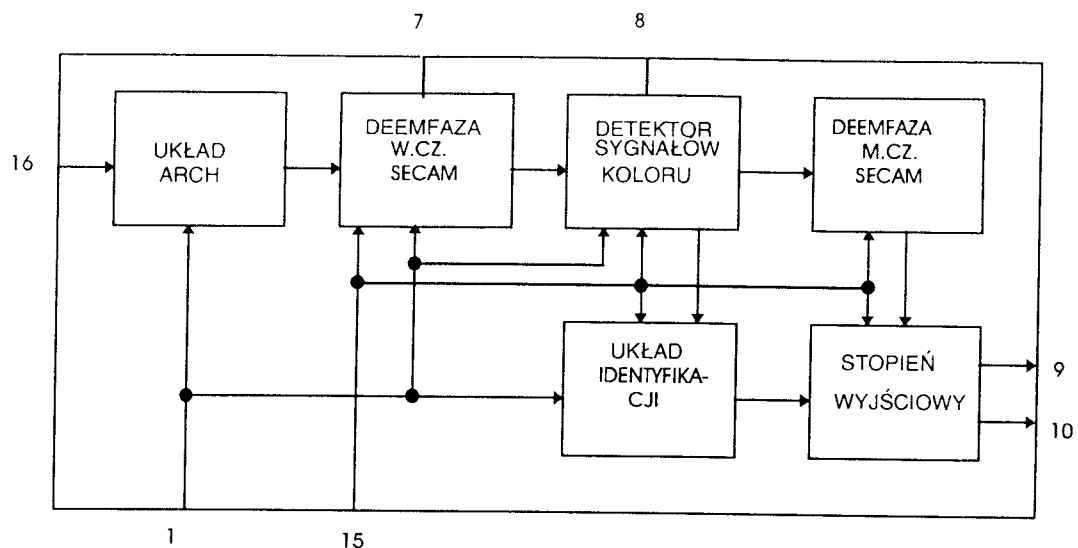 7
8
16
UKŁAD
ARCH
DEEMFAZA
W.CZ.
SECAM
DETEKTOR
SYGNAŁÓW
KOLORU
DEEMFAZA
M.CZ.
SECAM
UKŁAD
IDENTYFIKA-
CJI
STOPIEŃ
WYJŚCIOWY
9
10
1
15